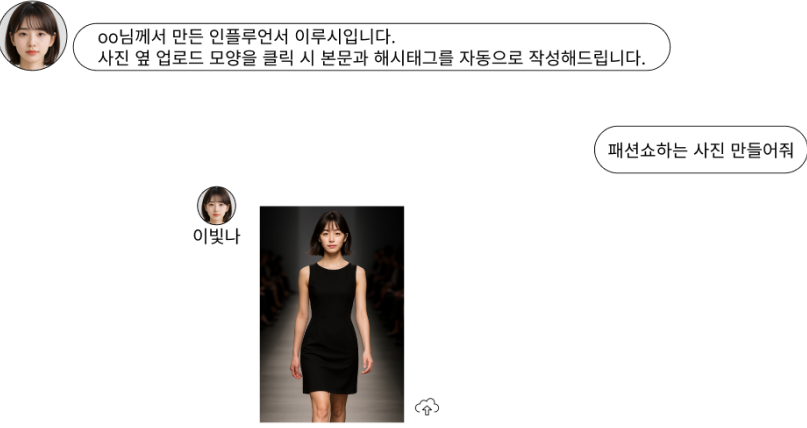 oo님께서 만든 인플루언서 이루시입니다.
사진 옆 업로드 모양을 클릭 시 본문과 해시태그를 자동으로 작성해드립니다.
패션쇼하는 사진 만들어줘
이빛나